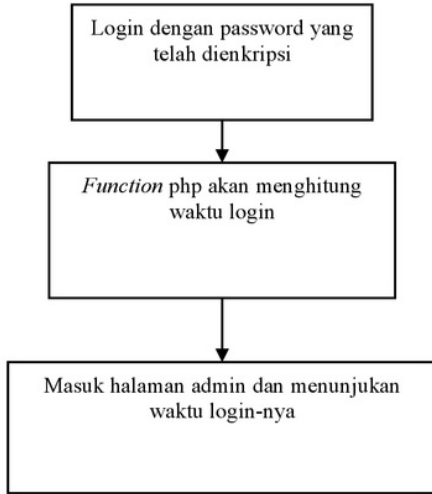 Login dengan password yang
telah dienkripsi
Function php akan menghitung
waktu login
Masuk halaman admin dan menunjukan
waktu login-nya